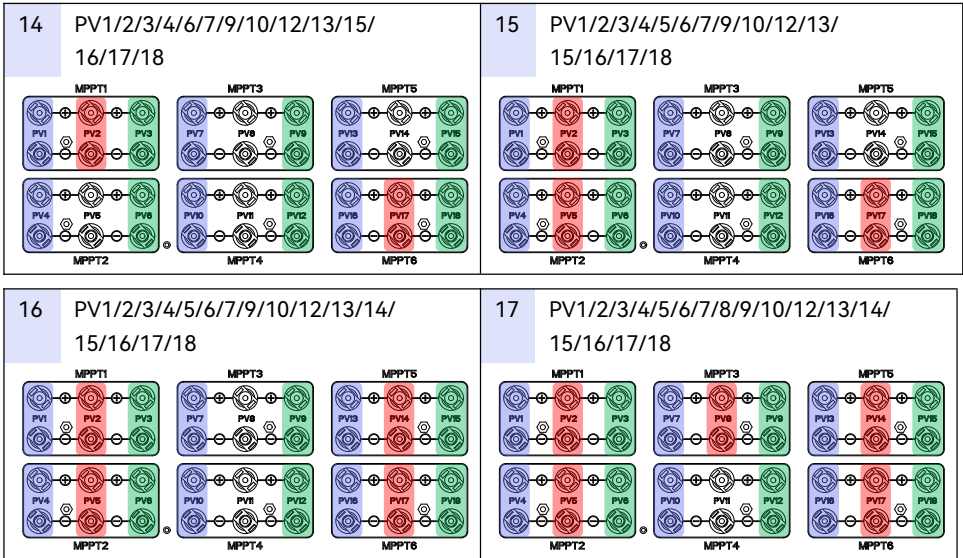 14 PV1/2/3/4/6/7/9/10/12/13/15/
16/17/18
MPPT1 MPPT3 MPPT5
PV1 PV2 PV3 PV7 PV8 PV9 PV13 PV14 PV15
PV4 PV5 PV6 PV10 PV11 PV12 PV16 PV17 PV18
MPPT2 MPPT4 MPPT6
15 PV1/2/3/4/5/6/7/9/10/12/13/
15/16/17/18
MPPT1 MPPT3 MPPT5
PV1 PV2 PV3 PV7 PV8 PV9 PV13 PV14 PV15
PV4 PV5 PV6 PV10 PV11 PV12 PV16 PV17 PV18
MPPT2 MPPT4 MPPT6
16 PV1/2/3/4/5/6/7/9/10/12/13/14/
15/16/17/18
MPPT1 MPPT3 MPPT5
PV1 PV2 PV3 PV7 PV8 PV9 PV13 PV14 PV15
PV4 PV5 PV6 PV10 PV11 PV12 PV16 PV17 PV18
MPPT2 MPPT4 MPPT6
17 PV1/2/3/4/5/6/7/8/9/10/12/13/14/
15/16/17/18
MPPT1 MPPT3 MPPT5
PV1 PV2 PV3 PV7 PV8 PV9 PV13 PV14 PV15
PV4 PV5 PV6 PV10 PV11 PV12 PV16 PV17 PV18
MPPT2 MPPT4 MPPT6